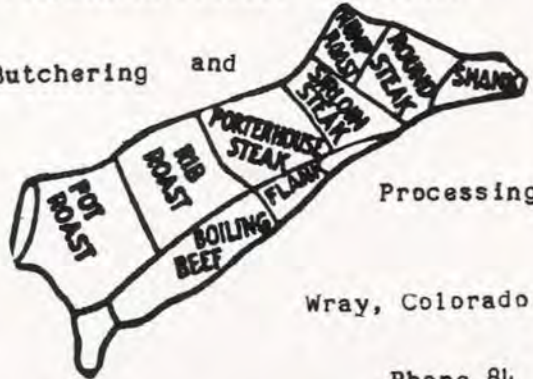 Butchering and
RUMP
ROAST
ROUND
STEAK
SHANK
SIRLOIN
STEAK
PORTERHOUSE
STEAK
RIB
ROAST
FLANK
POT
ROAST
BOILING
BEEF
Processing
Wray, Colorado
Phone 84